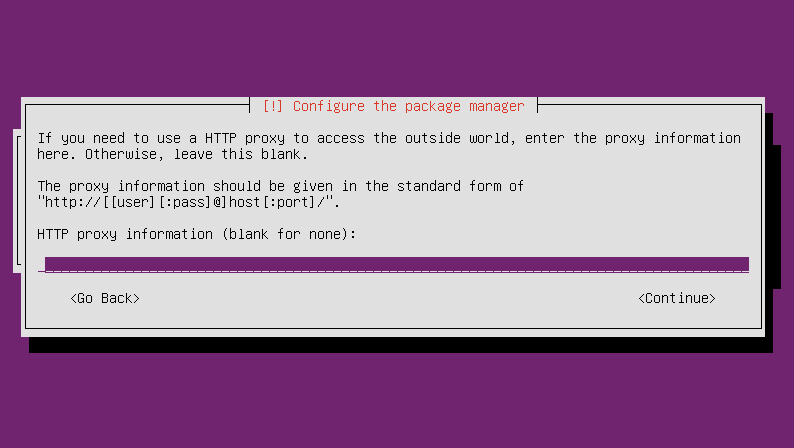 [!] Configure the package manager
If you need to use a HTTP proxy to access the outside world, enter the proxy information
here. Otherwise, leave this blank.
The proxy information should be given in the standard form of
"http://[[user][:pass]@]host[:port]/".
HTTP proxy information (blank for none):
<Go Back> <Continue>